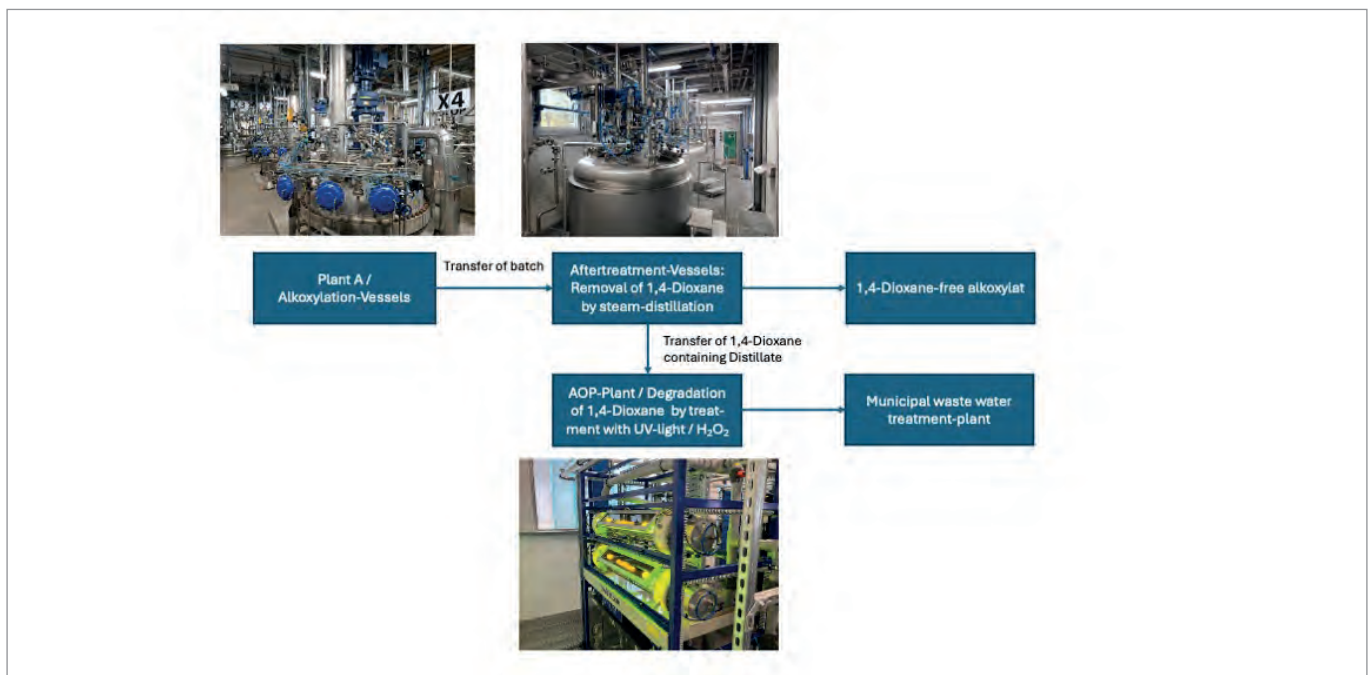 X4
Plant A /
Alkoxylation-Vessels
Transfer of batch
Aftertreatment-Vessels:
Removal of 1,4-Dioxane
by steam-distillation
1,4-Dioxane-free alkoxylat
Transfer of 1,4-Dioxane
containing Distillate
AOP-Plant / Degradation
of 1,4-Dioxane by treat-
ment with UV-light / H₂O₂
Municipal waste water
treatment-plant